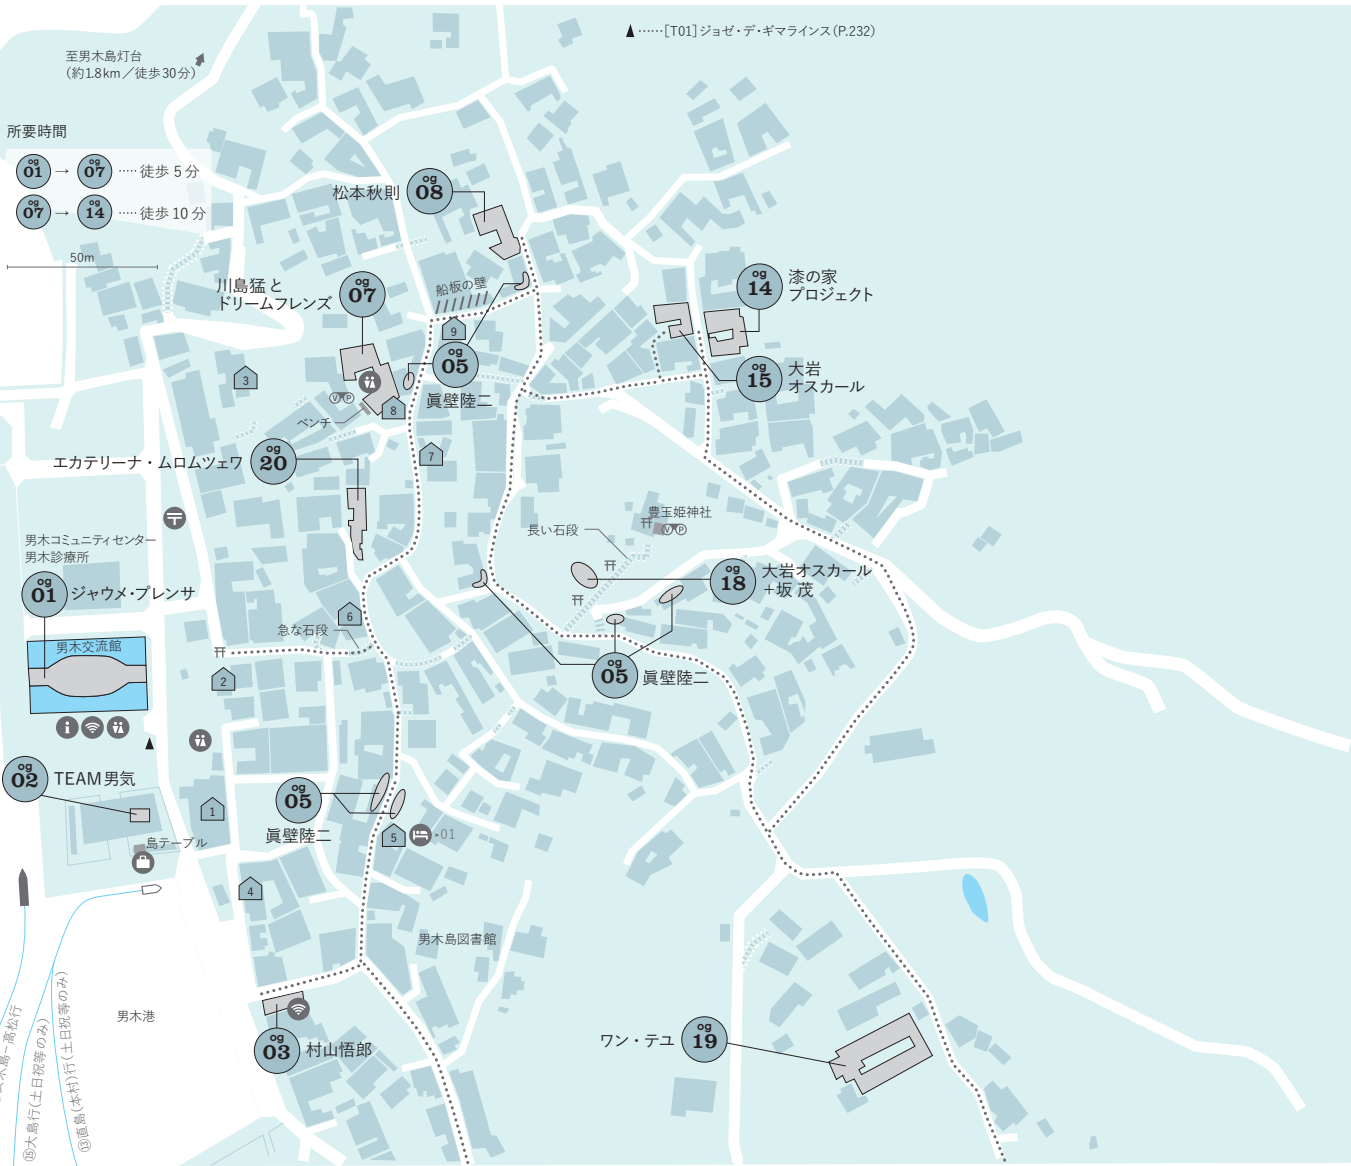 ▲……[T01]ジョゼ・デ・ギマラインス(P.232)
至男木島灯台
(約1.8km／徒歩30分)
所要時間
og 01 → og 07 ····· 徒歩 5 分
og 07 → og 14 ····· 徒歩 10 分
50m
松本秋則
og 08
川島猛と
ドリームフレンズ
og 07
船板の壁
9
og 05
眞壁陸二
og 14
漆の家
プロジェクト
og 15
大岩
オスカール
3
V P
8
ベンチ
7
エカテリーナ・ムロムツェワ
og 20
豊玉姫神社
V P
長い石段
男木コミュニティセンター
男木診療所
og 01
ジャウメ・プレンサ
og 18
大岩オスカール
＋坂 茂
6
急な石段
男木交流館
2
og 05
眞壁陸二
og 02
TEAM男気
og 05
眞壁陸二
1
5
01
島テーブル
4
男木島図書館
男木港
og 03
村山悟郎
ワン・テユ
og 19
女木島－高松行
⑮大島行(土日祝等のみ)
⑬直島(本村)行(土日祝等のみ)